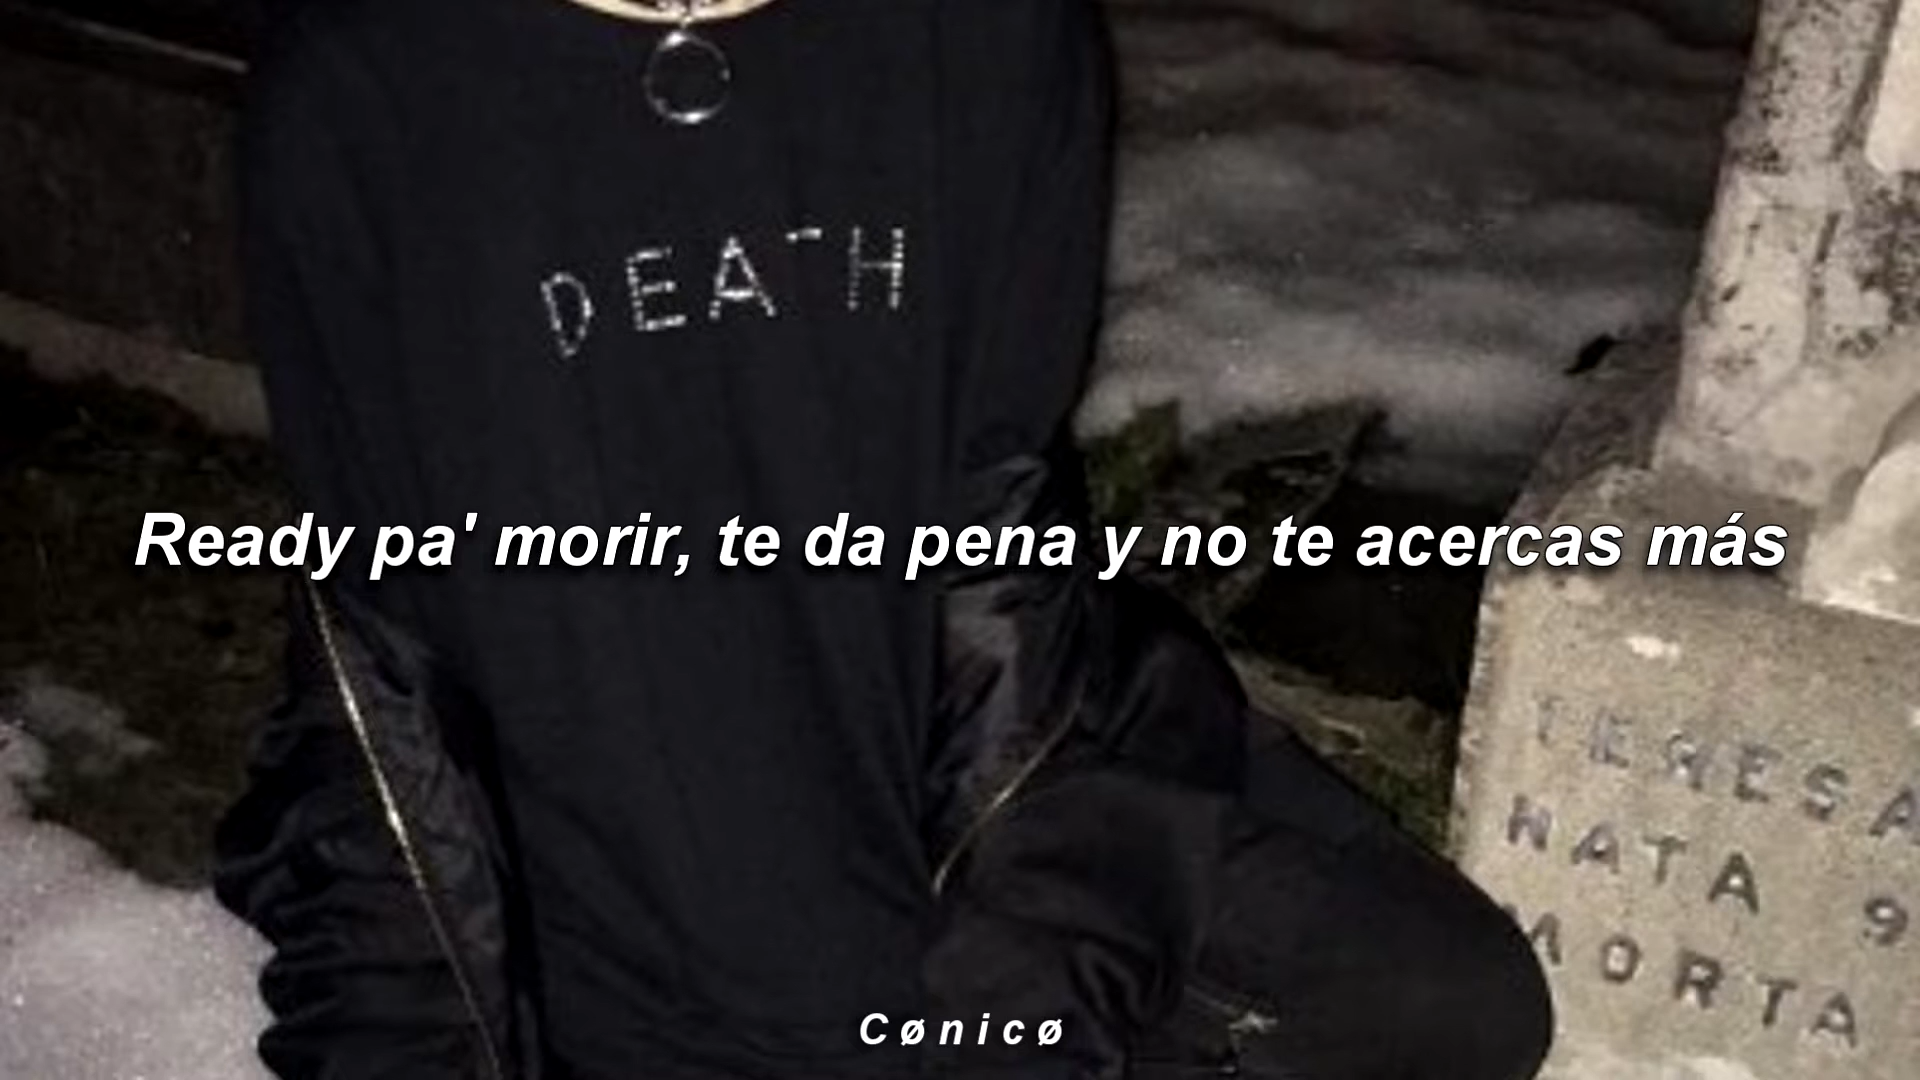 DEATH
Ready pa' morir, te da pena y no te acercas más
TERESA
NATA 9
MORTA
Cønicø